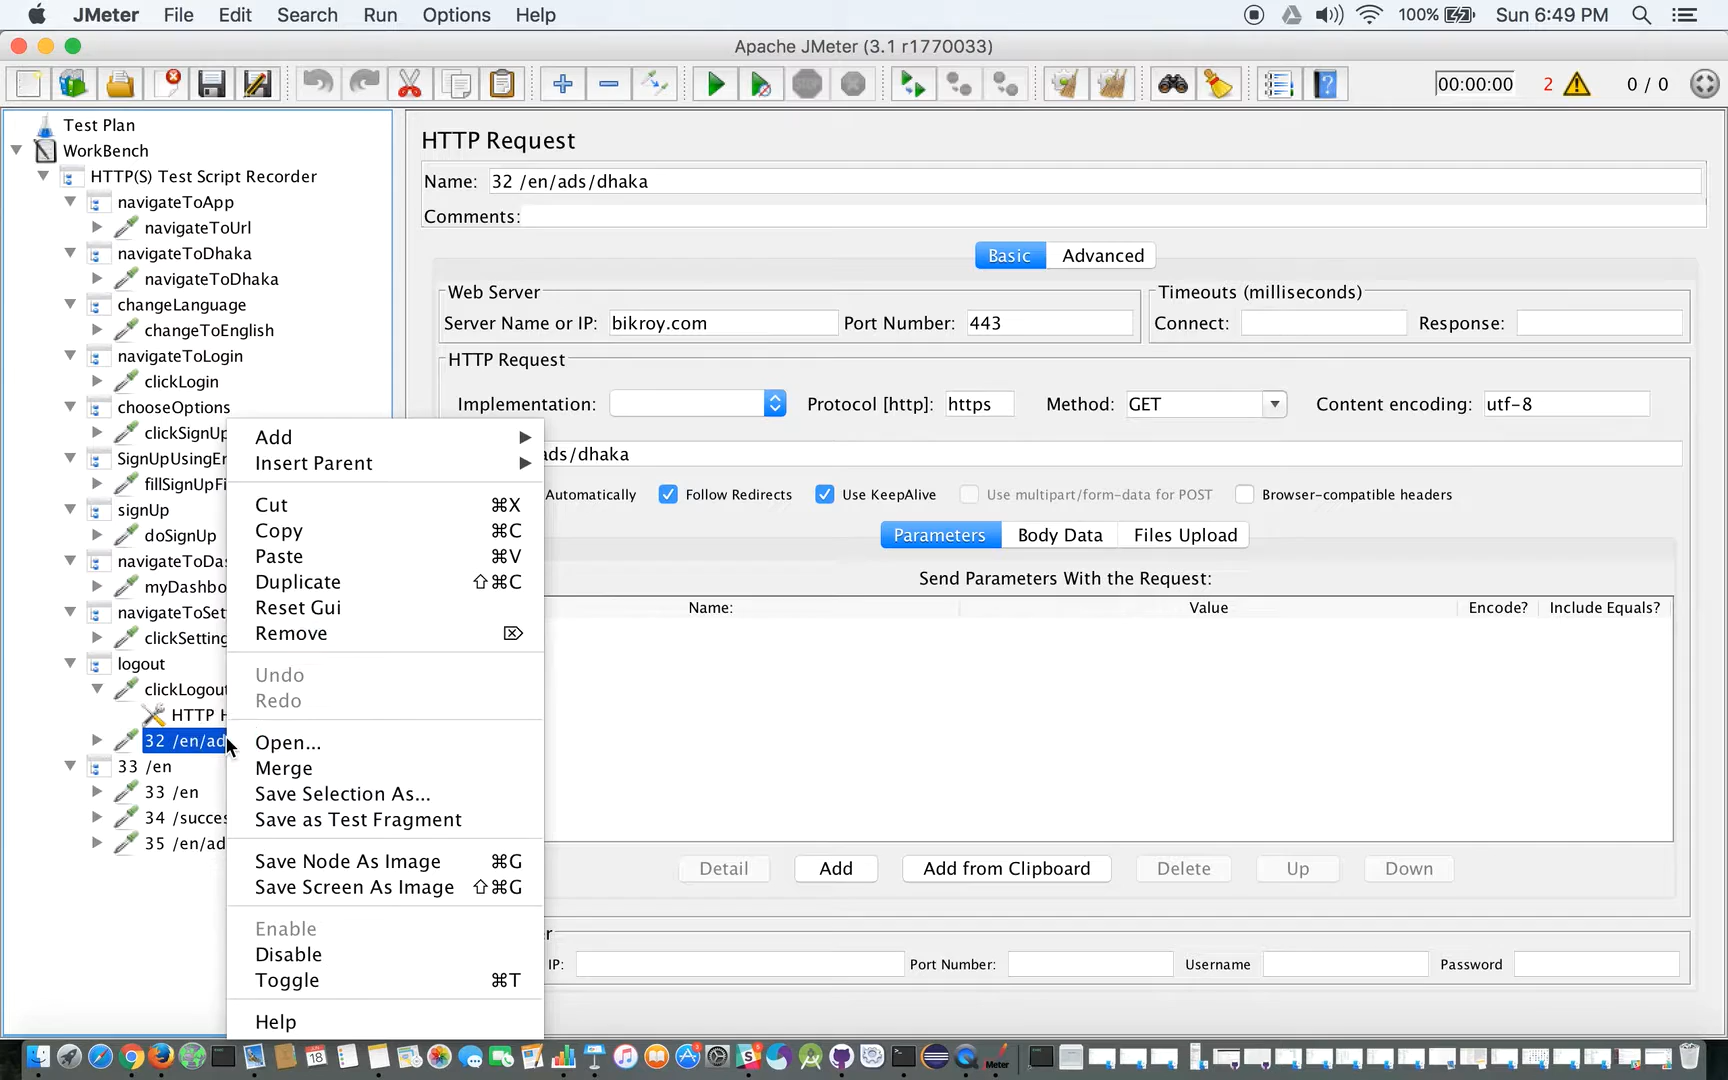 JMeter File Edit Search Run Options Help 100% Sun 6:49 PM
Apache JMeter (3.1 r1770033)
00:00:00 2 0 / 0
Test Plan
WorkBench
HTTP(S) Test Script Recorder
navigateToApp
navigateToUrl
navigateToDhaka
navigateToDhaka
changeLanguage
changeToEnglish
navigateToLogin
clickLogin
chooseOptions
clickSignUp
SignUpUsingEr
fillSignUpFi
signUp
doSignUp
navigateToDas
myDashbo
navigateToSet
clickSetting
logout
clickLogout
HTTP H
32 /en/ad
33 /en
33 /en
34 /succes
35 /en/ad
Add
Insert Parent
Cut ⌘X
Copy ⌘C
Paste ⌘V
Duplicate ⇧⌘C
Reset Gui
Remove ⌦
Undo
Redo
Open...
Merge
Save Selection As...
Save as Test Fragment
Save Node As Image ⌘G
Save Screen As Image ⇧⌘G
Enable
Disable
Toggle ⌘T
Help
HTTP Request
Name: 32 /en/ads/dhaka
Comments:
Basic Advanced
Web Server
Server Name or IP: bikroy.com Port Number: 443
Timeouts (milliseconds)
Connect: Response:
HTTP Request
Implementation: Protocol [http]: https Method: GET Content encoding: utf-8
ads/dhaka
Automatically Follow Redirects Use KeepAlive Use multipart/form-data for POST Browser-compatible headers
Parameters Body Data Files Upload
Send Parameters With the Request:
Name: Value Encode? Include Equals?
Detail Add Add from Clipboard Delete Up Down
er
IP: Port Number: Username Password
18
Meter